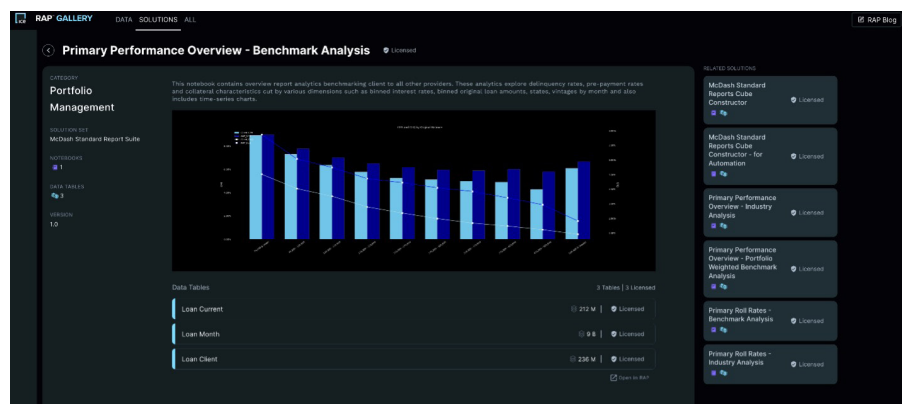 ice
RAP GALLERY
DATA
SOLUTIONS
ALL
RAP Blog
Primary Performance Overview - Benchmark Analysis
Licensed
CATEGORY
Portfolio
Management
SOLUTION SET
McDash Standard Report Suite
NOTEBOOKS
1
DATA TABLES
3
VERSION
1.0
This notebook contains overview report analytics benchmarking client to all other providers. These analytics explore delinquency rates, pre-payment rates
and collateral characteristics cut by various dimensions such as binned interest rates, binned original loan amounts, states, vintages by month and also
includes time-series charts.
Data Tables
3 Tables | 3 Licensed
Loan Current
212 M | Licensed
Loan Month
9 B | Licensed
Loan Client
236 M | Licensed
RELATED SOLUTIONS
McDash Standard
Reports Cube
Constructor
Licensed
McDash Standard
Reports Cube
Constructor - for
Automation
Licensed
Primary Performance
Overview - Industry
Analysis
Licensed
Primary Performance
Overview - Portfolio
Weighted Benchmark
Analysis
Licensed
Primary Roll Rates -
Benchmark Analysis
Licensed
Primary Roll Rates -
Industry Analysis
Licensed